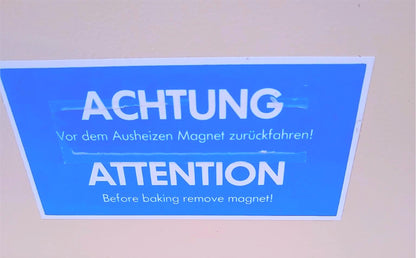 ACHTUNG
Vor dem Ausheizen Magnet zurückfahren!
ATTENTION
Before baking remove magnet!